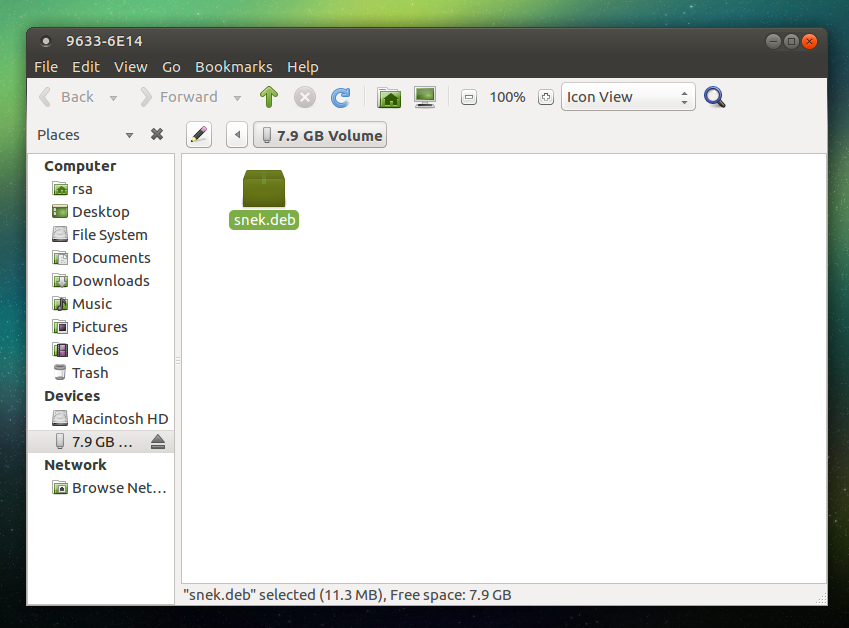 9633-6E14
File Edit View Go Bookmarks Help
Back Forward 100% Icon View
Places 7.9 GB Volume
Computer
rsa
Desktop
File System
Documents
Downloads
Music
Pictures
Videos
Trash
Devices
Macintosh HD
7.9 GB ...
Network
Browse Net...
snek.deb
"snek.deb" selected (11.3 MB), Free space: 7.9 GB